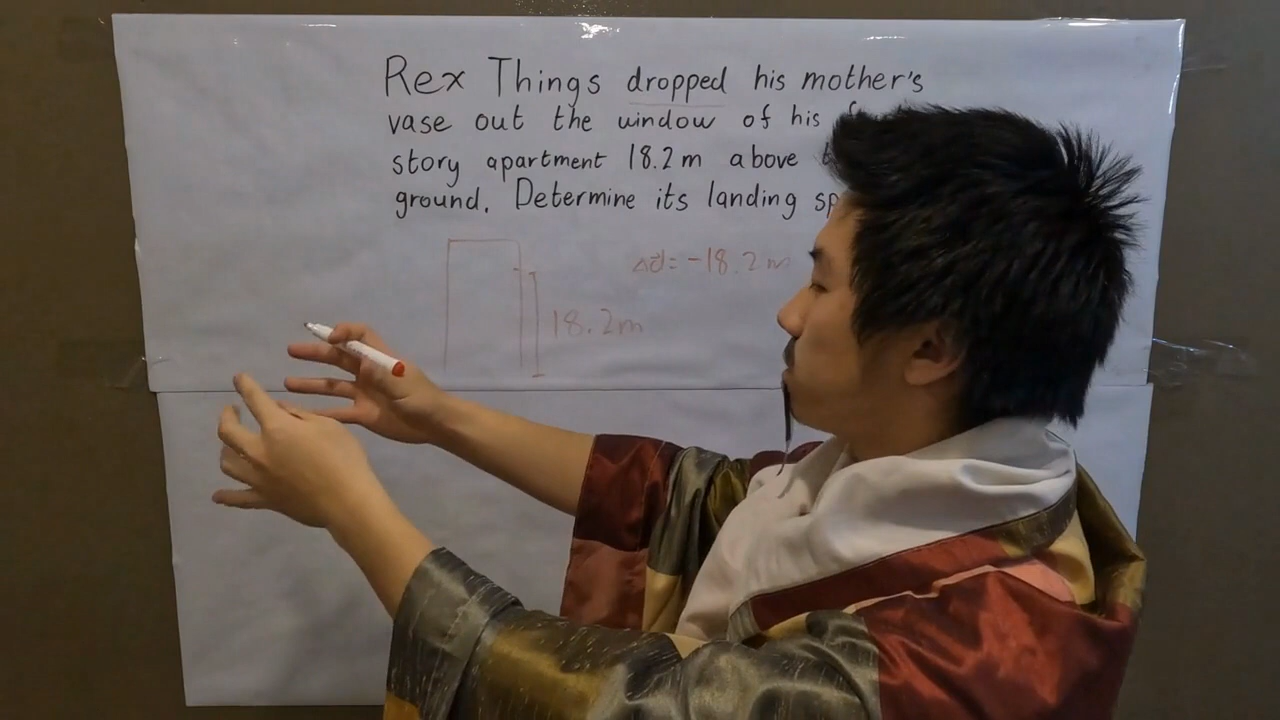 Rex Things dropped his mother's
vase out the window of his
story apartment 18.2 m above
ground. Determine its landing
Δd = -18.2 m
18.2m